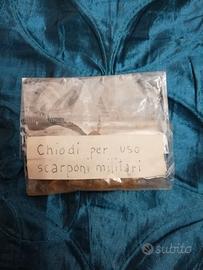 Chiodi per uso
scarponi militari
subito